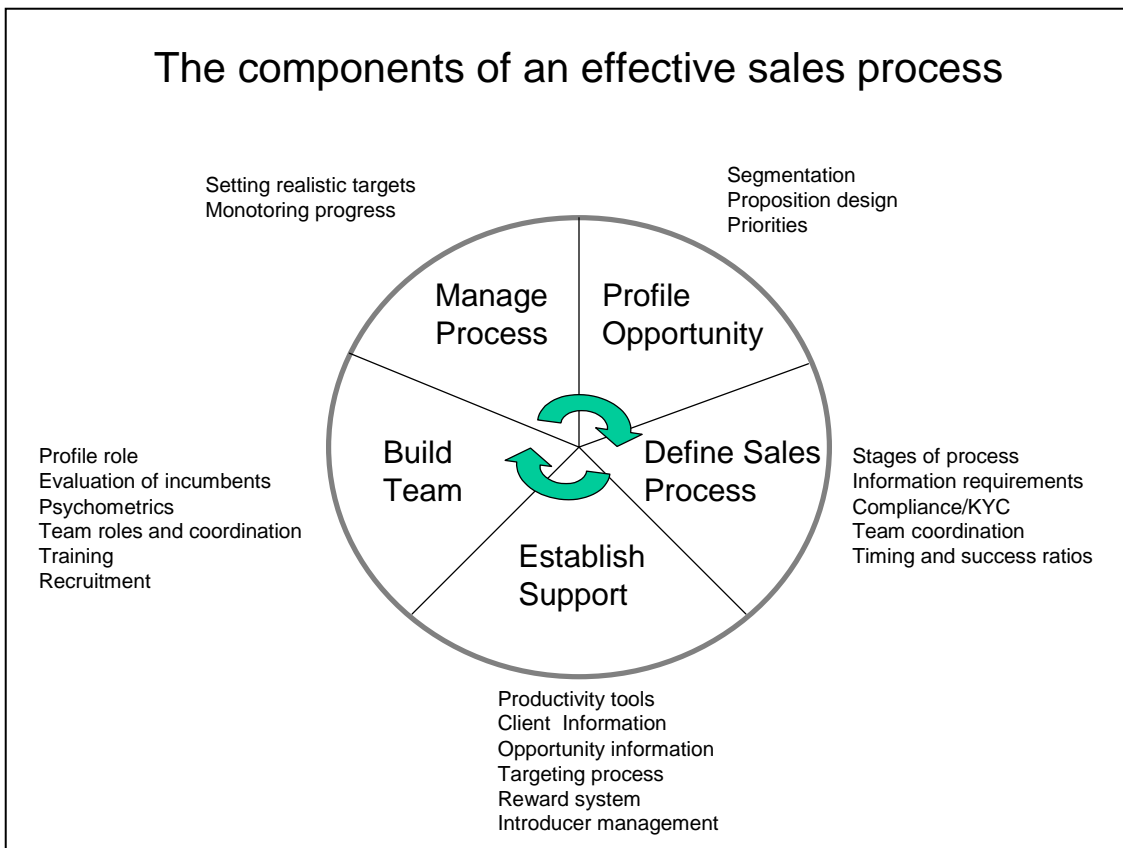 The components of an effective sales process
Setting realistic targets
Monotoring progress
Segmentation
Proposition design
Priorities
Manage
Process
Profile
Opportunity
Build
Team
Define Sales
Process
Establish
Support
Profile role
Evaluation of incumbents
Psychometrics
Team roles and coordination
Training
Recruitment
Stages of process
Information requirements
Compliance/KYC
Team coordination
Timing and success ratios
Productivity tools
Client  Information
Opportunity information
Targeting process
Reward system
Introducer management